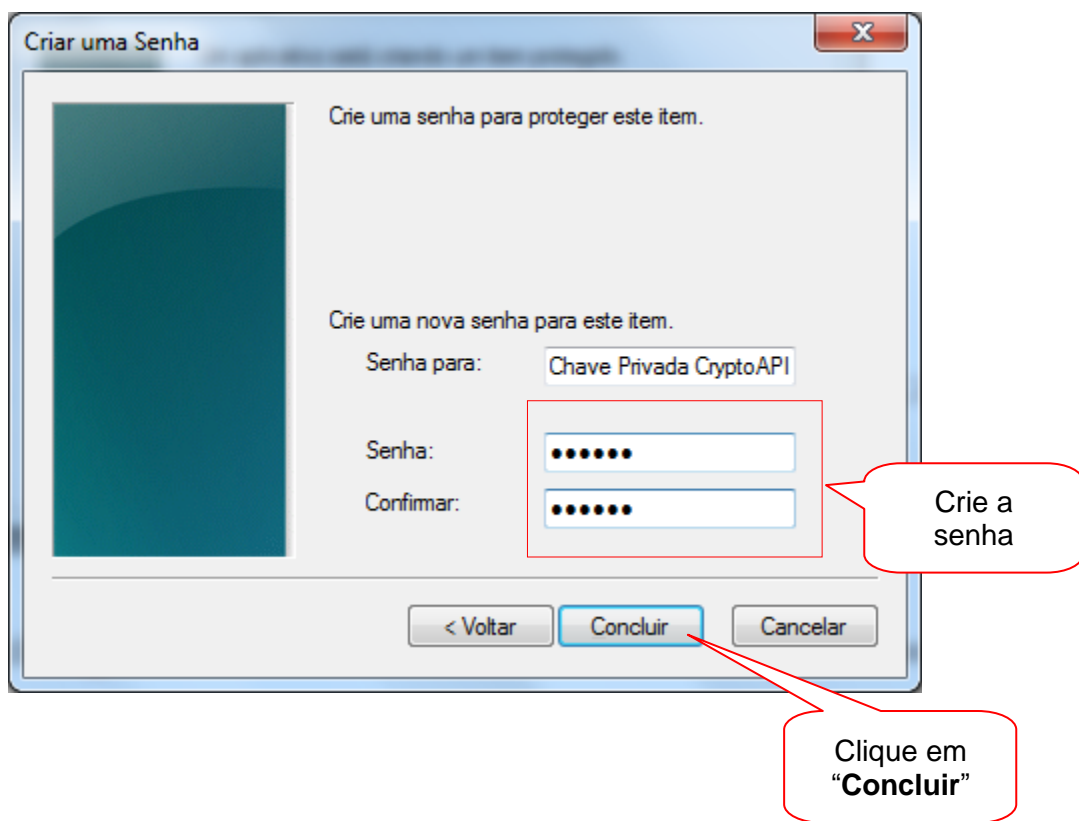 Criar uma Senha
Crie uma senha para proteger este item.
Crie uma nova senha para este item.
Senha para: Chave Privada CryptoAPI
Senha: ●●●●●●
Confirmar: ●●●●●●
Crie a
senha
< Voltar Concluir Cancelar
Clique em
“Concluir”